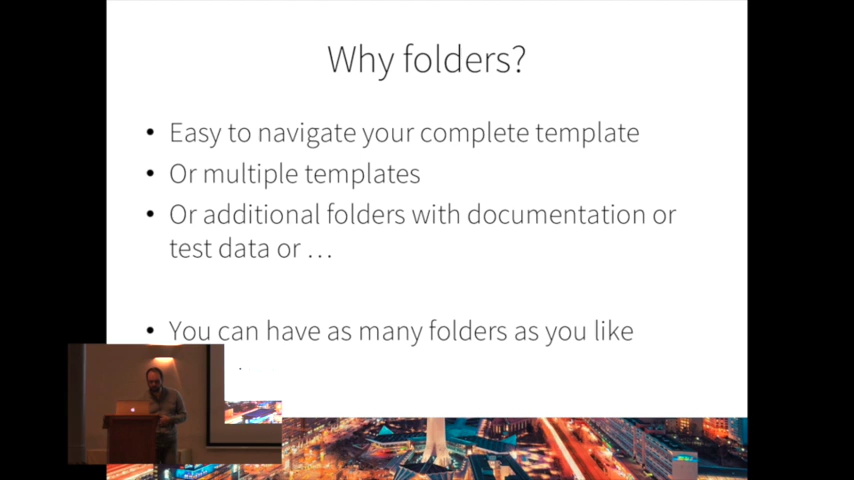 Why folders?
• Easy to navigate your complete template
• Or multiple templates
• Or additional folders with documentation or
test data or …
• You can have as many folders as you like